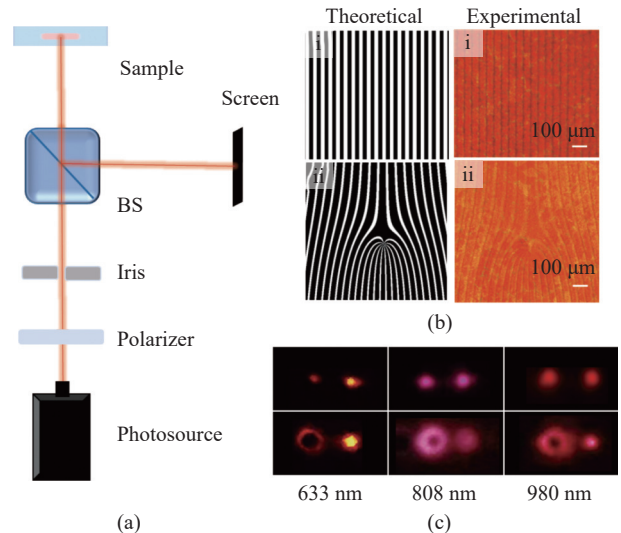 Sample
Screen
BS
Iris
Polarizer
Photosource
(a)
Theoretical
Experimental
i
i
100 μm
ii
ii
100 μm
(b)
633 nm
808 nm
980 nm
(c)